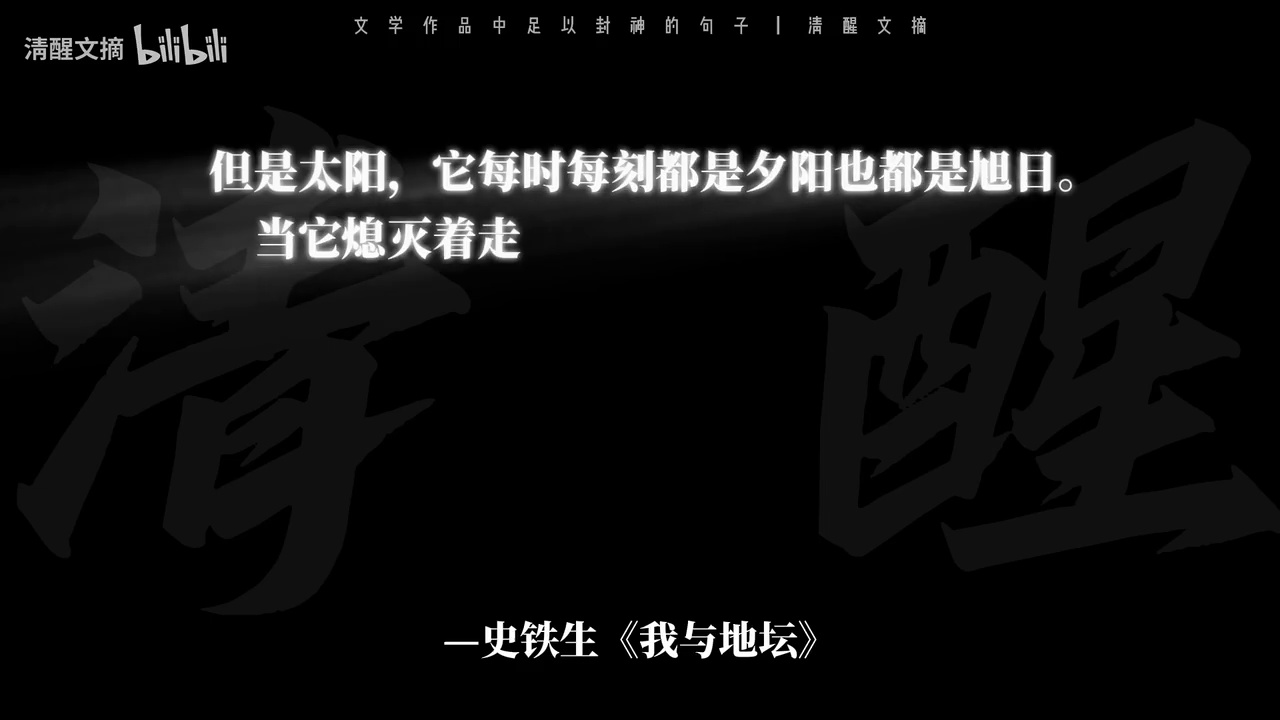 文学作品中足以封神的句子 | 清醒文摘
清醒文摘 bilibili
清醒
但是太阳，它每时每刻都是夕阳也都是旭日。
当它熄灭着走
—史铁生《我与地坛》